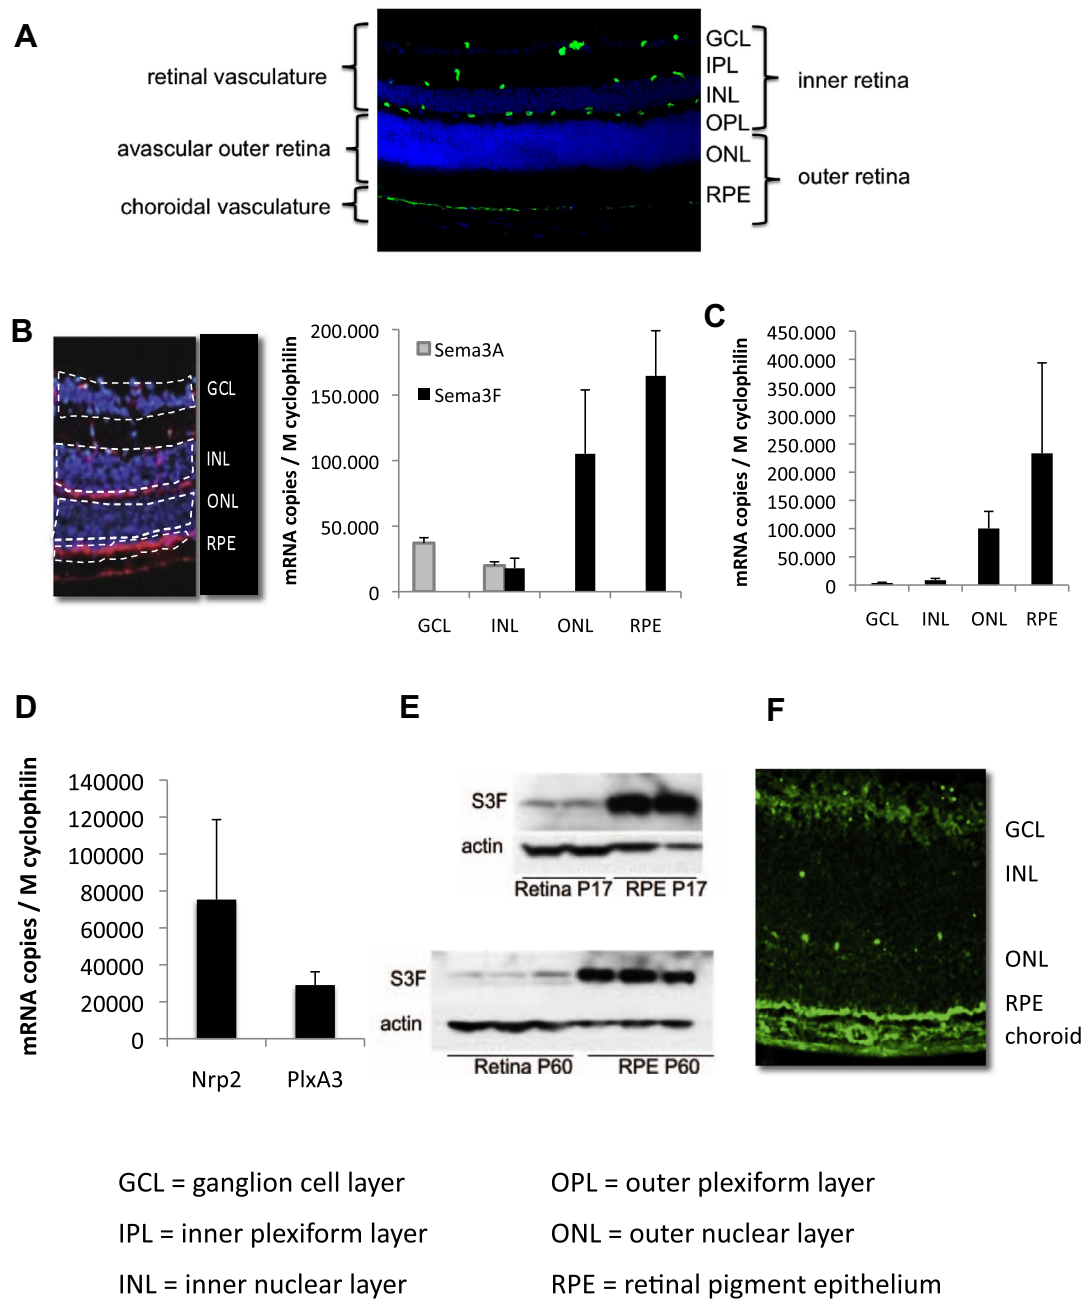 A
retinal vasculature
avascular outer retina
choroidal vasculature
GCL
IPL
INL
OPL
ONL
RPE
inner retina
outer retina
B
GCL
INL
ONL
RPE
mRNA copies / M cyclophilin
200.000
150.000
100.000
50.000
0
Sema3A
Sema3F
GCL INL ONL RPE
C
mRNA copies / M cyclophilin
450.000
400.000
350.000
300.000
250.000
200.000
150.000
100.000
50.000
0
GCL INL ONL RPE
D
mRNA copies / M cyclophilin
140000
120000
100000
80000
60000
40000
20000
0
Nrp2 PlxA3
E
S3F
actin
Retina P17 RPE P17
S3F
actin
Retina P60 RPE P60
F
GCL
INL
ONL
RPE
choroid
GCL = ganglion cell layer
IPL = inner plexiform layer
INL = inner nuclear layer
OPL = outer plexiform layer
ONL = outer nuclear layer
RPE = retinal pigment epithelium